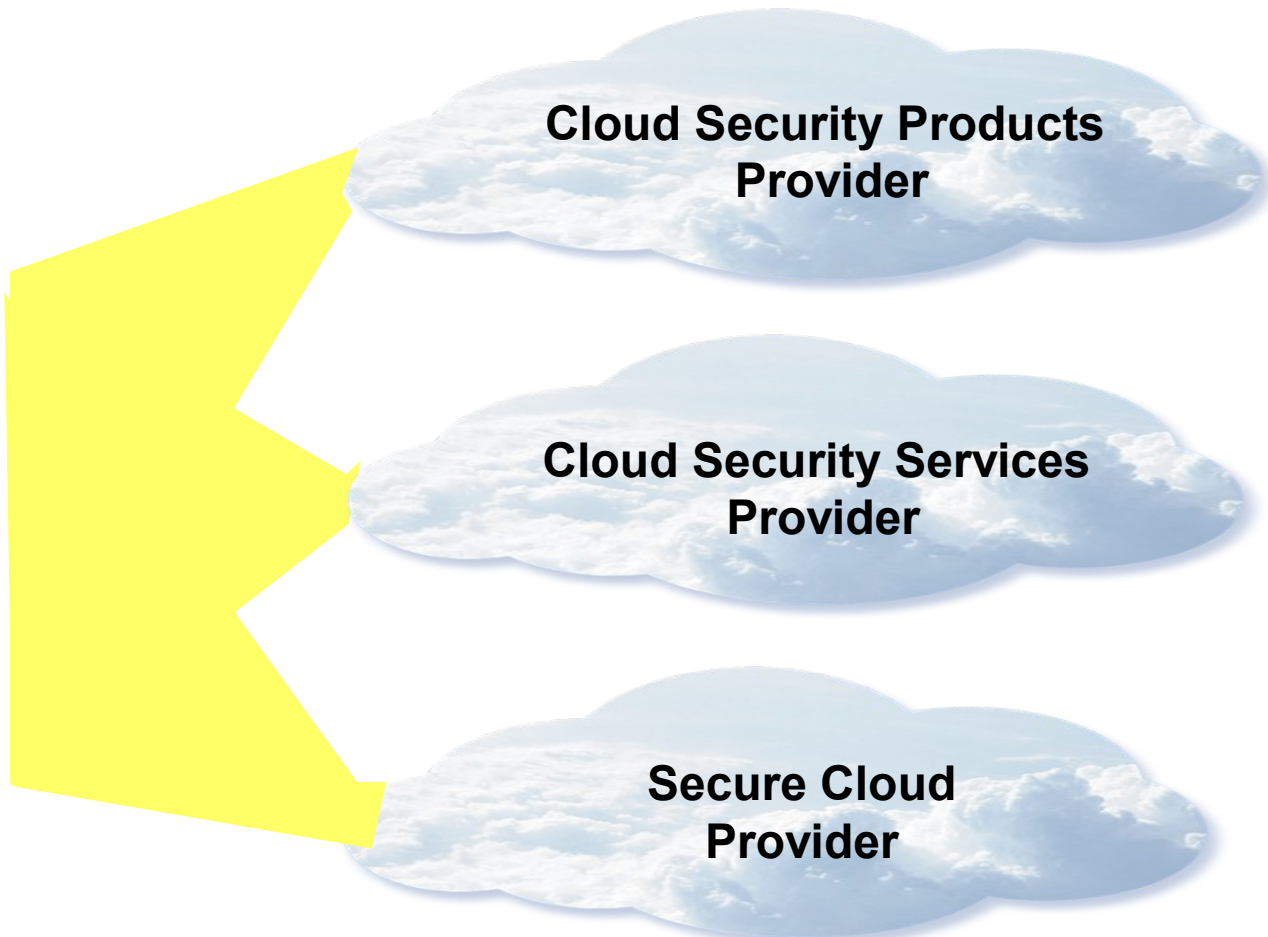 Cloud Security Products
Provider
Cloud Security Services
Provider
Secure Cloud
Provider